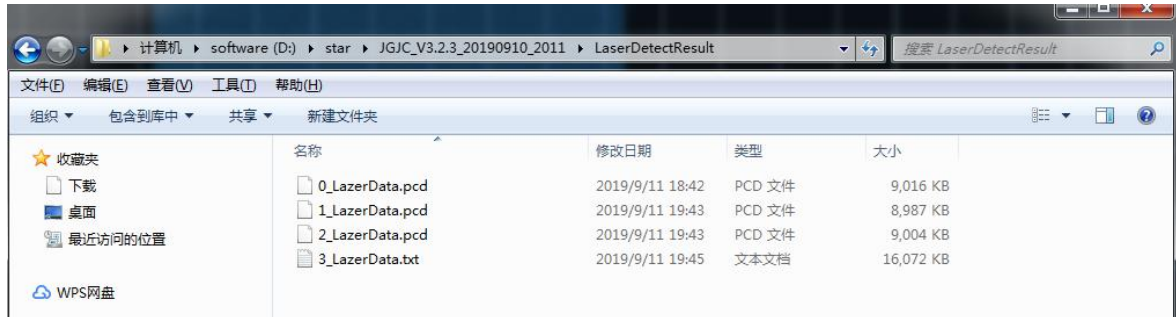 计算机 ▸ software (D:) ▸ star ▸ JGJC_V3.2.3_20190910_2011 ▸ LaserDetectResult 搜索 LaserDetectResult
文件(F) 编辑(E) 查看(V) 工具(T) 帮助(H)
组织 包含到库中 共享 新建文件夹
收藏夹
下载
桌面
最近访问的位置
WPS网盘
名称 修改日期 类型 大小
0_LazerData.pcd 2019/9/11 18:42 PCD 文件 9,016 KB
1_LazerData.pcd 2019/9/11 19:43 PCD 文件 8,987 KB
2_LazerData.pcd 2019/9/11 19:43 PCD 文件 9,004 KB
3_LazerData.txt 2019/9/11 19:45 文本文档 16,072 KB